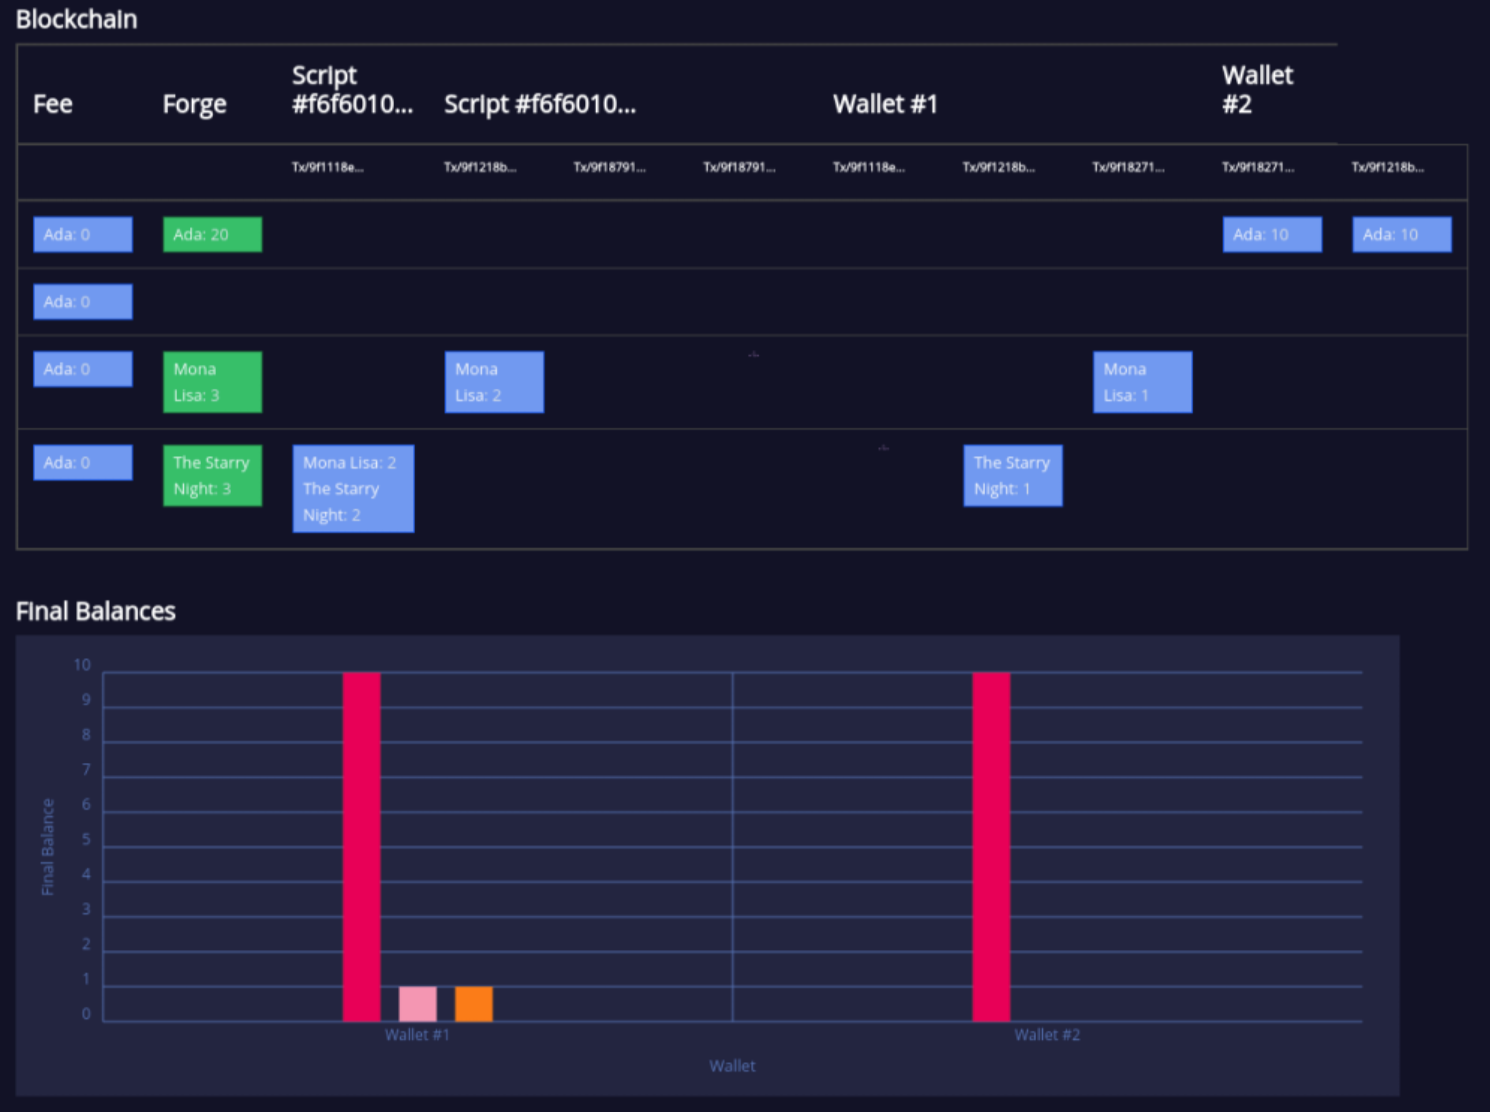 Blockchain
Fee
Forge
Script
#f6f6010...
Script #f6f6010...
Wallet #1
Wallet
#2
Tx/9f1118e...
Tx/9f1218b...
Tx/9f18791...
Tx/9f18791...
Tx/9f1118e...
Tx/9f1218b...
Tx/9f18271...
Tx/9f18271...
Tx/9f1218b...
Ada: 0
Ada: 20
Ada: 10
Ada: 10
Ada: 0
Ada: 0
Mona
Lisa: 3
Mona
Lisa: 2
Mona
Lisa: 1
Ada: 0
The Starry
Night: 3
Mona Lisa: 2
The Starry
Night: 2
The Starry
Night: 1
Final Balances
10
9
8
7
6
5
4
3
2
1
0
Final Balance
Wallet #1
Wallet #2
Wallet